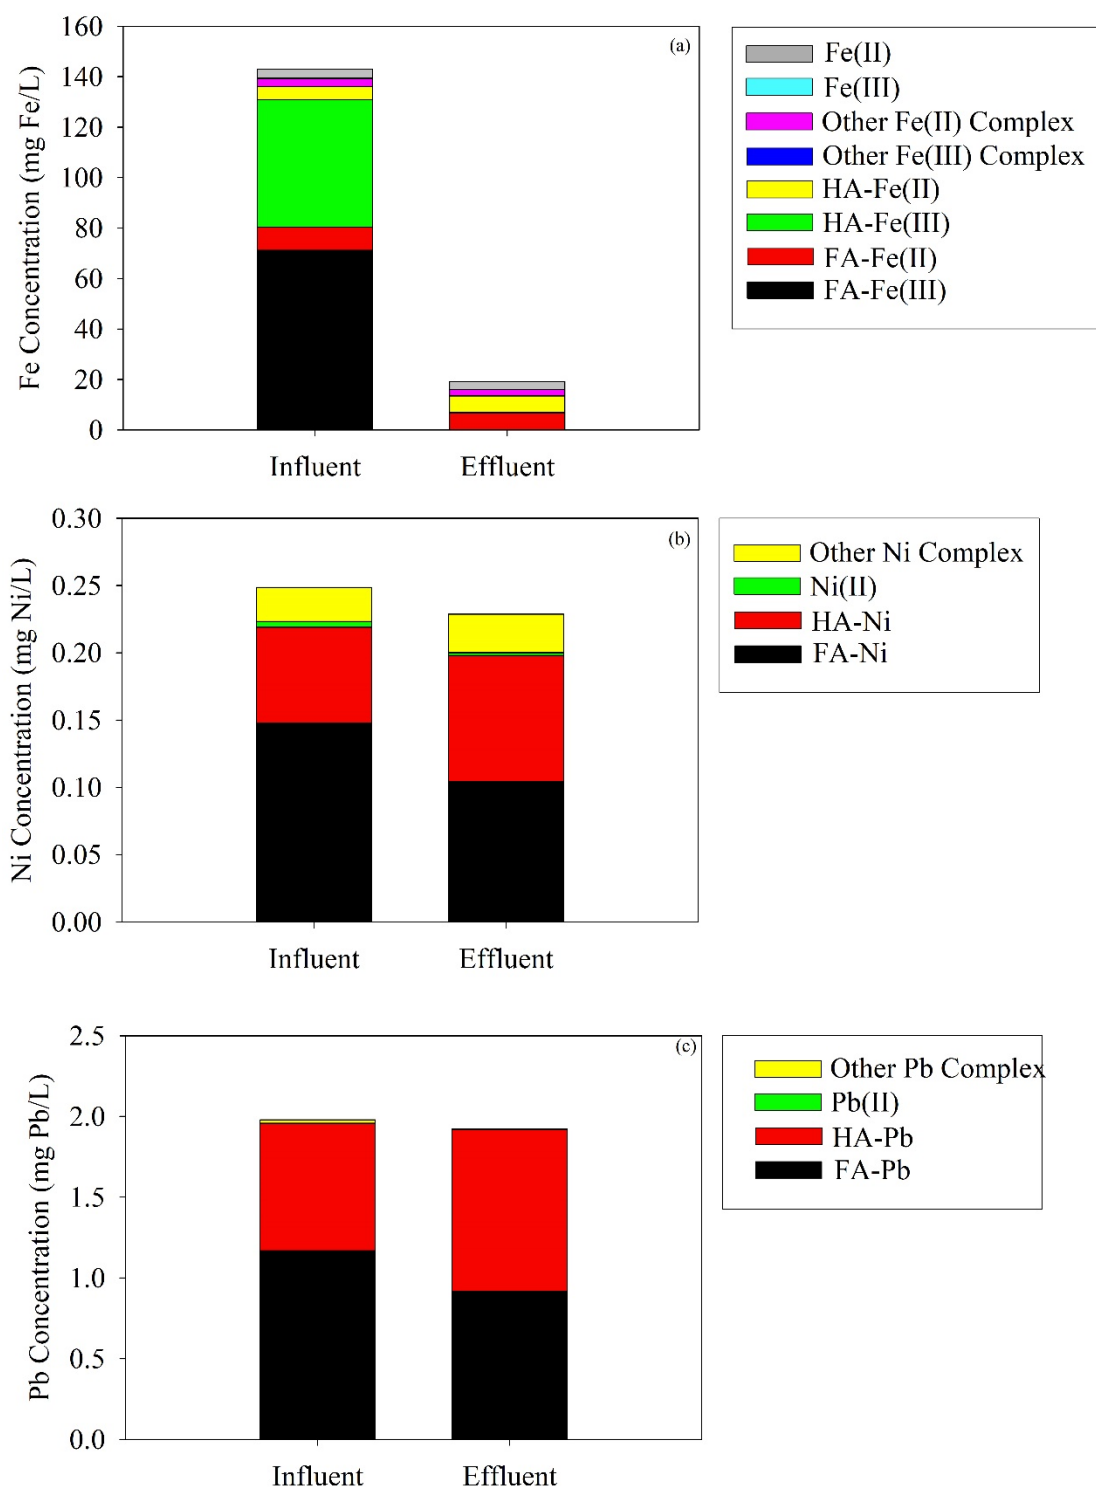 (a)
Fe Concentration (mg Fe/L)
160
140
120
100
80
60
40
20
0
Influent
Effluent
Fe(II)
Fe(III)
Other Fe(II) Complex
Other Fe(III) Complex
HA-Fe(II)
HA-Fe(III)
FA-Fe(II)
FA-Fe(III)
(b)
Ni Concentration (mg Ni/L)
0.30
0.25
0.20
0.15
0.10
0.05
0.00
Influent
Effluent
Other Ni Complex
Ni(II)
HA-Ni
FA-Ni
(c)
Pb Concentration (mg Pb/L)
2.5
2.0
1.5
1.0
0.5
0.0
Influent
Effluent
Other Pb Complex
Pb(II)
HA-Pb
FA-Pb